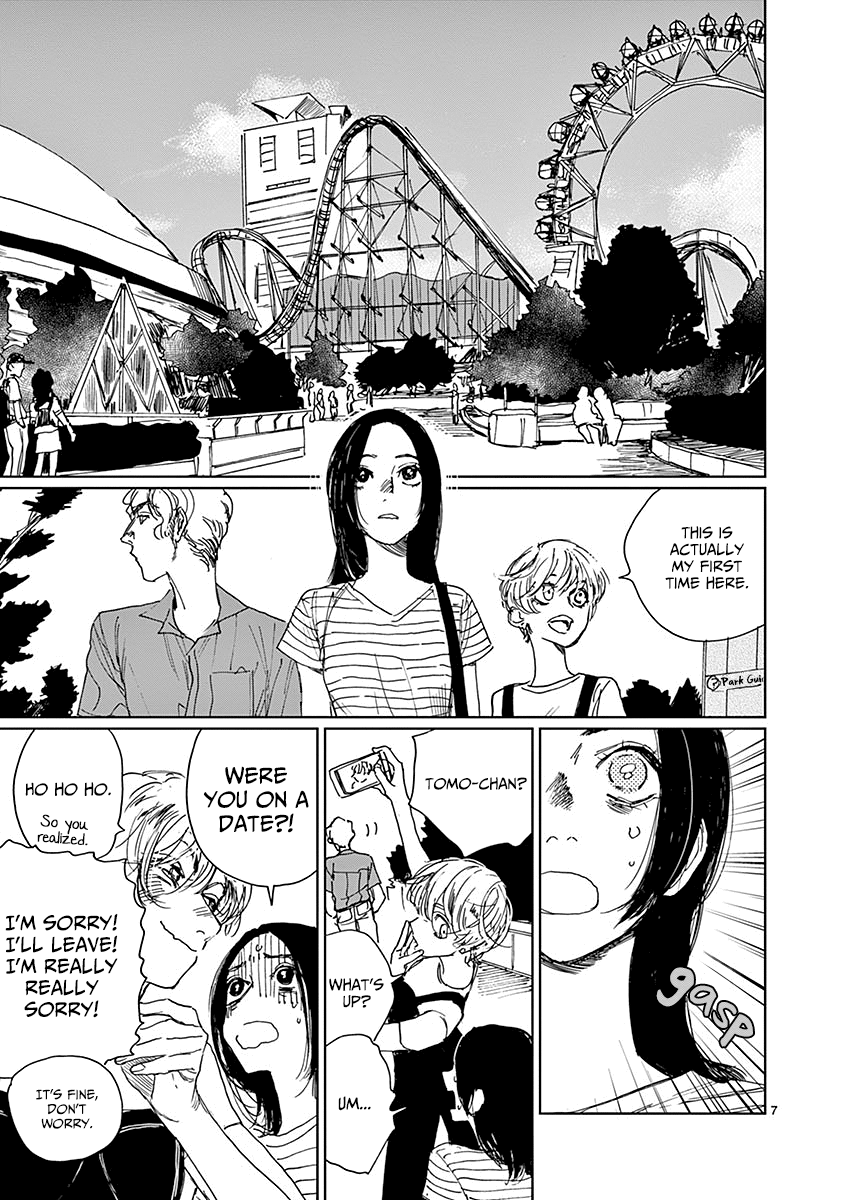 THIS IS
ACTUALLY
MY FIRST
TIME HERE.
Park Gui
gasp
TOMO-CHAN?
WHAT'S
UP?
UM...
WERE
YOU ON A
DATE?!
HO HO HO.
So you
realized.
I'M SORRY!
I'LL LEAVE!
I'M REALLY
REALLY
SORRY!
IT'S FINE,
DON'T
WORRY.
7